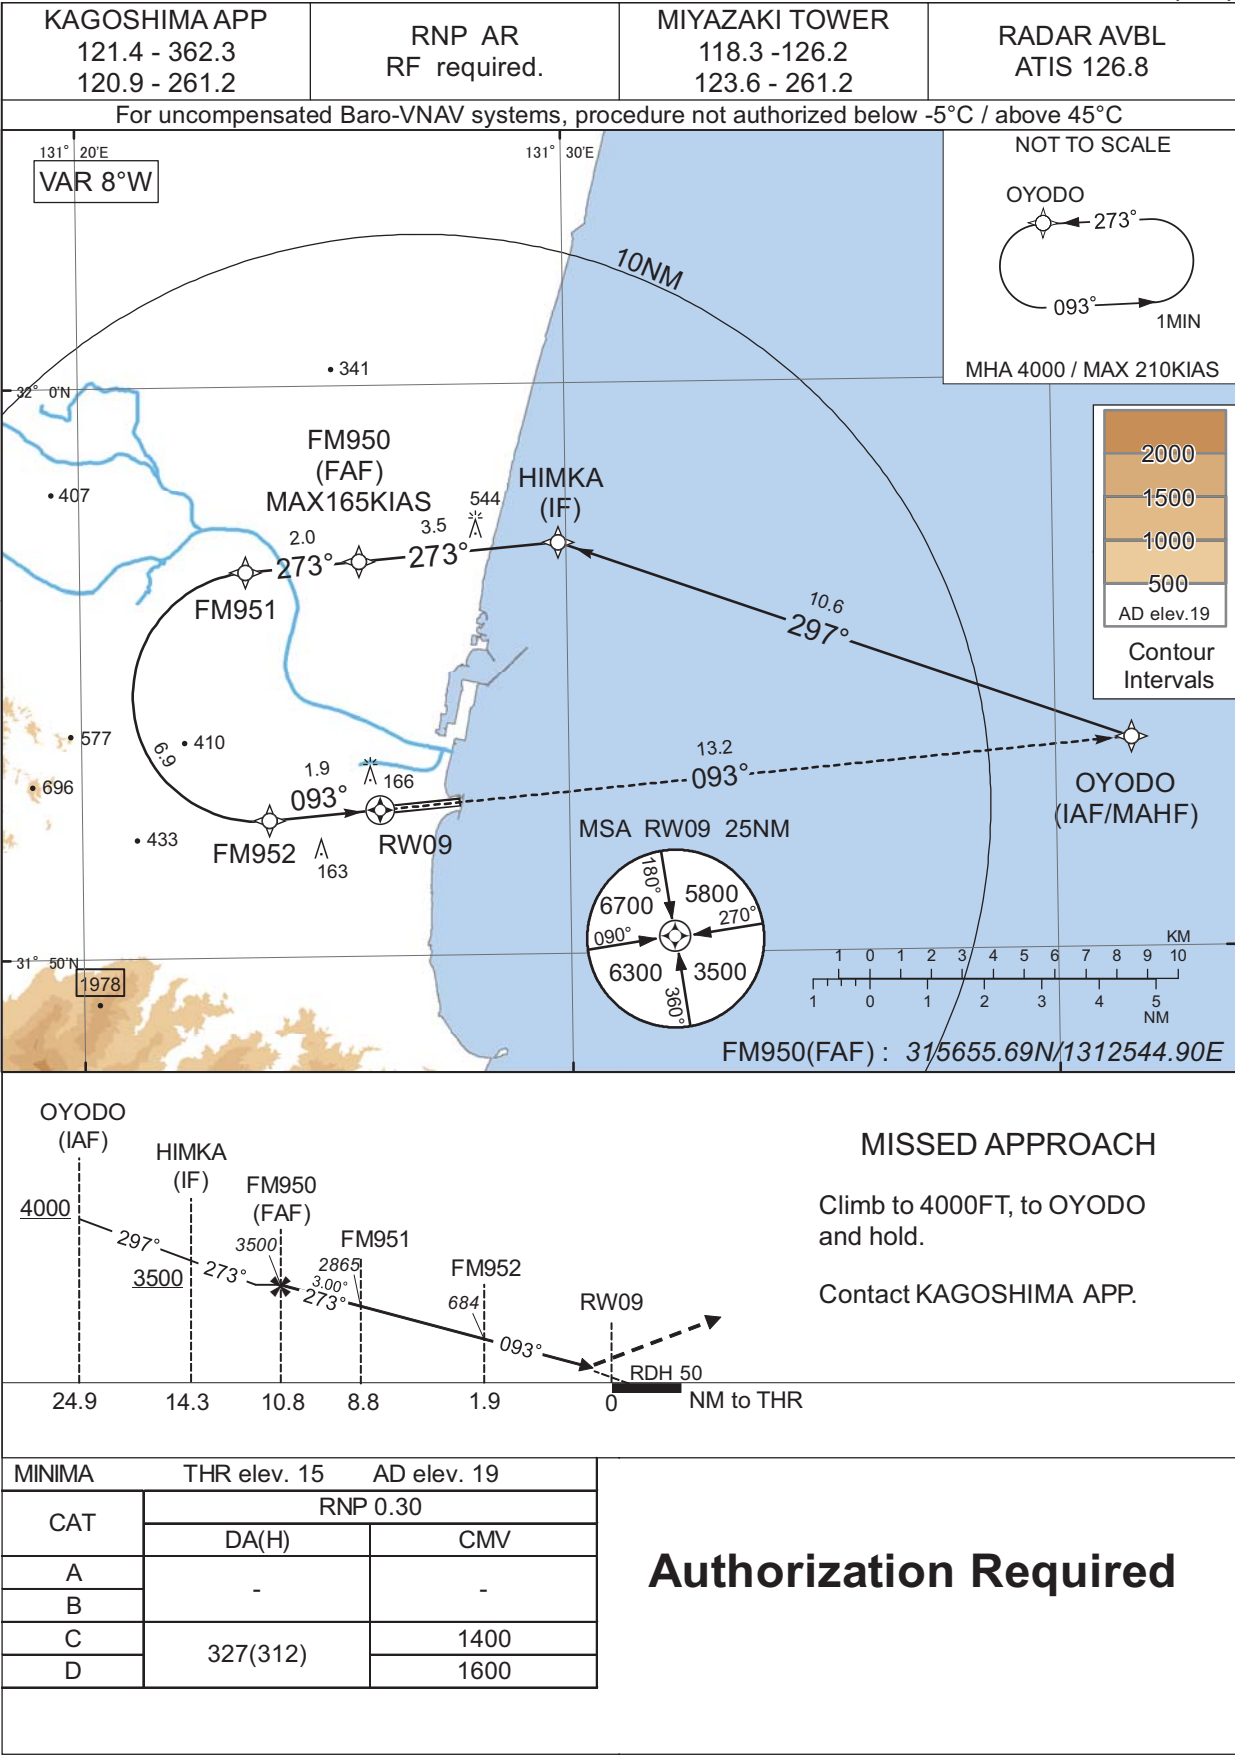 KAGOSHIMA APP
121.4 - 362.3
120.9 - 261.2
RNP AR
RF required.
MIYAZAKI TOWER
118.3 -126.2
123.6 - 261.2
RADAR AVBL
ATIS 126.8
For uncompensated Baro-VNAV systems, procedure not authorized below -5°C / above 45°C
131° 20'E
131° 30'E
VAR 8°W
NOT TO SCALE
OYODO
273°
093°
1MIN
MHA 4000 / MAX 210KIAS
10NM
341
32° 0'N
407
FM950
(FAF)
MAX165KIAS
544
HIMKA
(IF)
2.0
273°
3.5
273°
FM951
10.6
297°
2000
1500
1000
500
AD elev.19
Contour
Intervals
577
410
6.9
696
433
1.9
093°
166
FM952
163
RW09
13.2
093°
OYODO
(IAF/MAHF)
MSA RW09 25NM
180°
6700
5800
270°
090°
6300
3500
360°
31° 50'N
1978
KM
1 0 1 2 3 4 5 6 7 8 9 10
1 0 1 2 3 4 5
NM
FM950(FAF) : 315655.69N/1312544.90E
OYODO
(IAF)
HIMKA
(IF)
FM950
(FAF)
FM951
FM952
RW09
4000
297°
3500
273°
3500
2865
3.00°
273°
684
093°
RDH 50
24.9
14.3
10.8
8.8
1.9
0
NM to THR
MISSED APPROACH
Climb to 4000FT, to OYODO
and hold.
Contact KAGOSHIMA APP.
MINIMA THR elev. 15 AD elev. 19
CAT
RNP 0.30
DA(H) CMV
A
B
- -
C
D
327(312)
1400
1600
Authorization Required